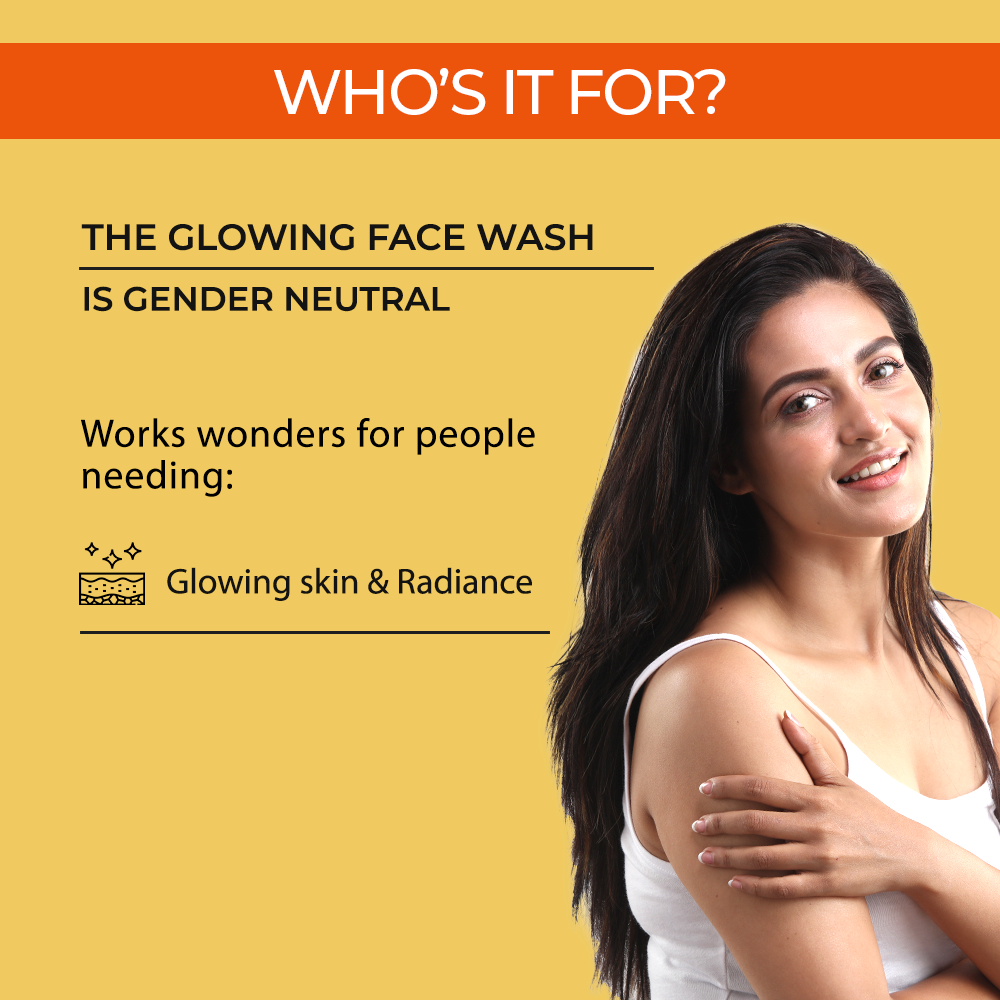 WHO'S IT FOR?
THE GLOWING FACE WASH
IS GENDER NEUTRAL
Works wonders for people
needing:
Glowing skin & Radiance